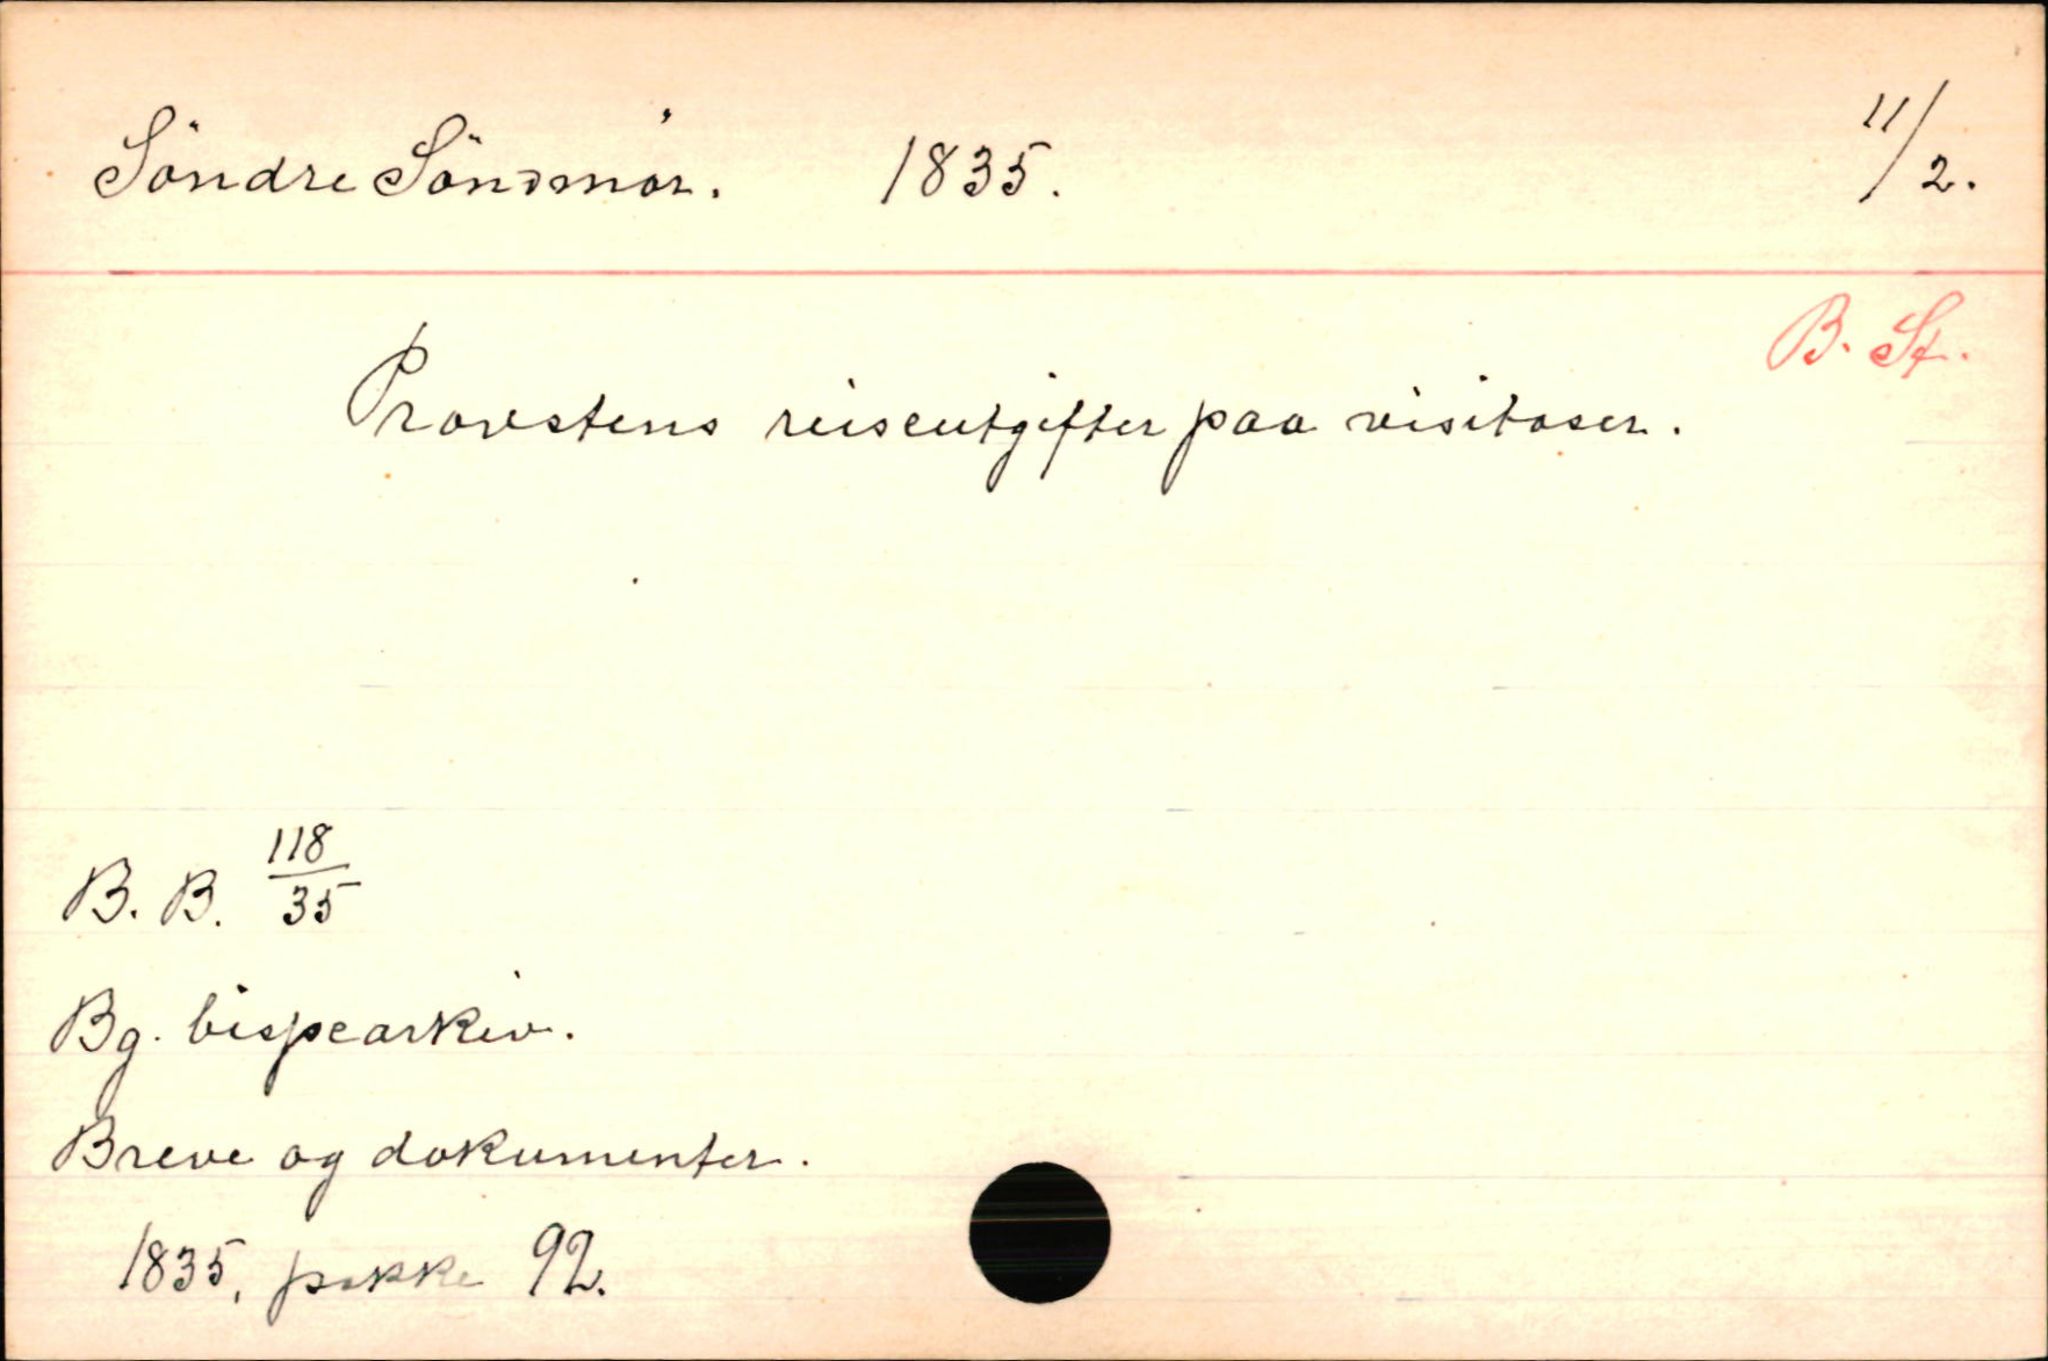 Söndre Söndmör. 1835. 11/2.
B. St.
Provstens reiseutgifter paa visitaser.
B. B. 118/35
Bg. bispearkiv.
Breve og dokumenter.
1835, pakke 92.